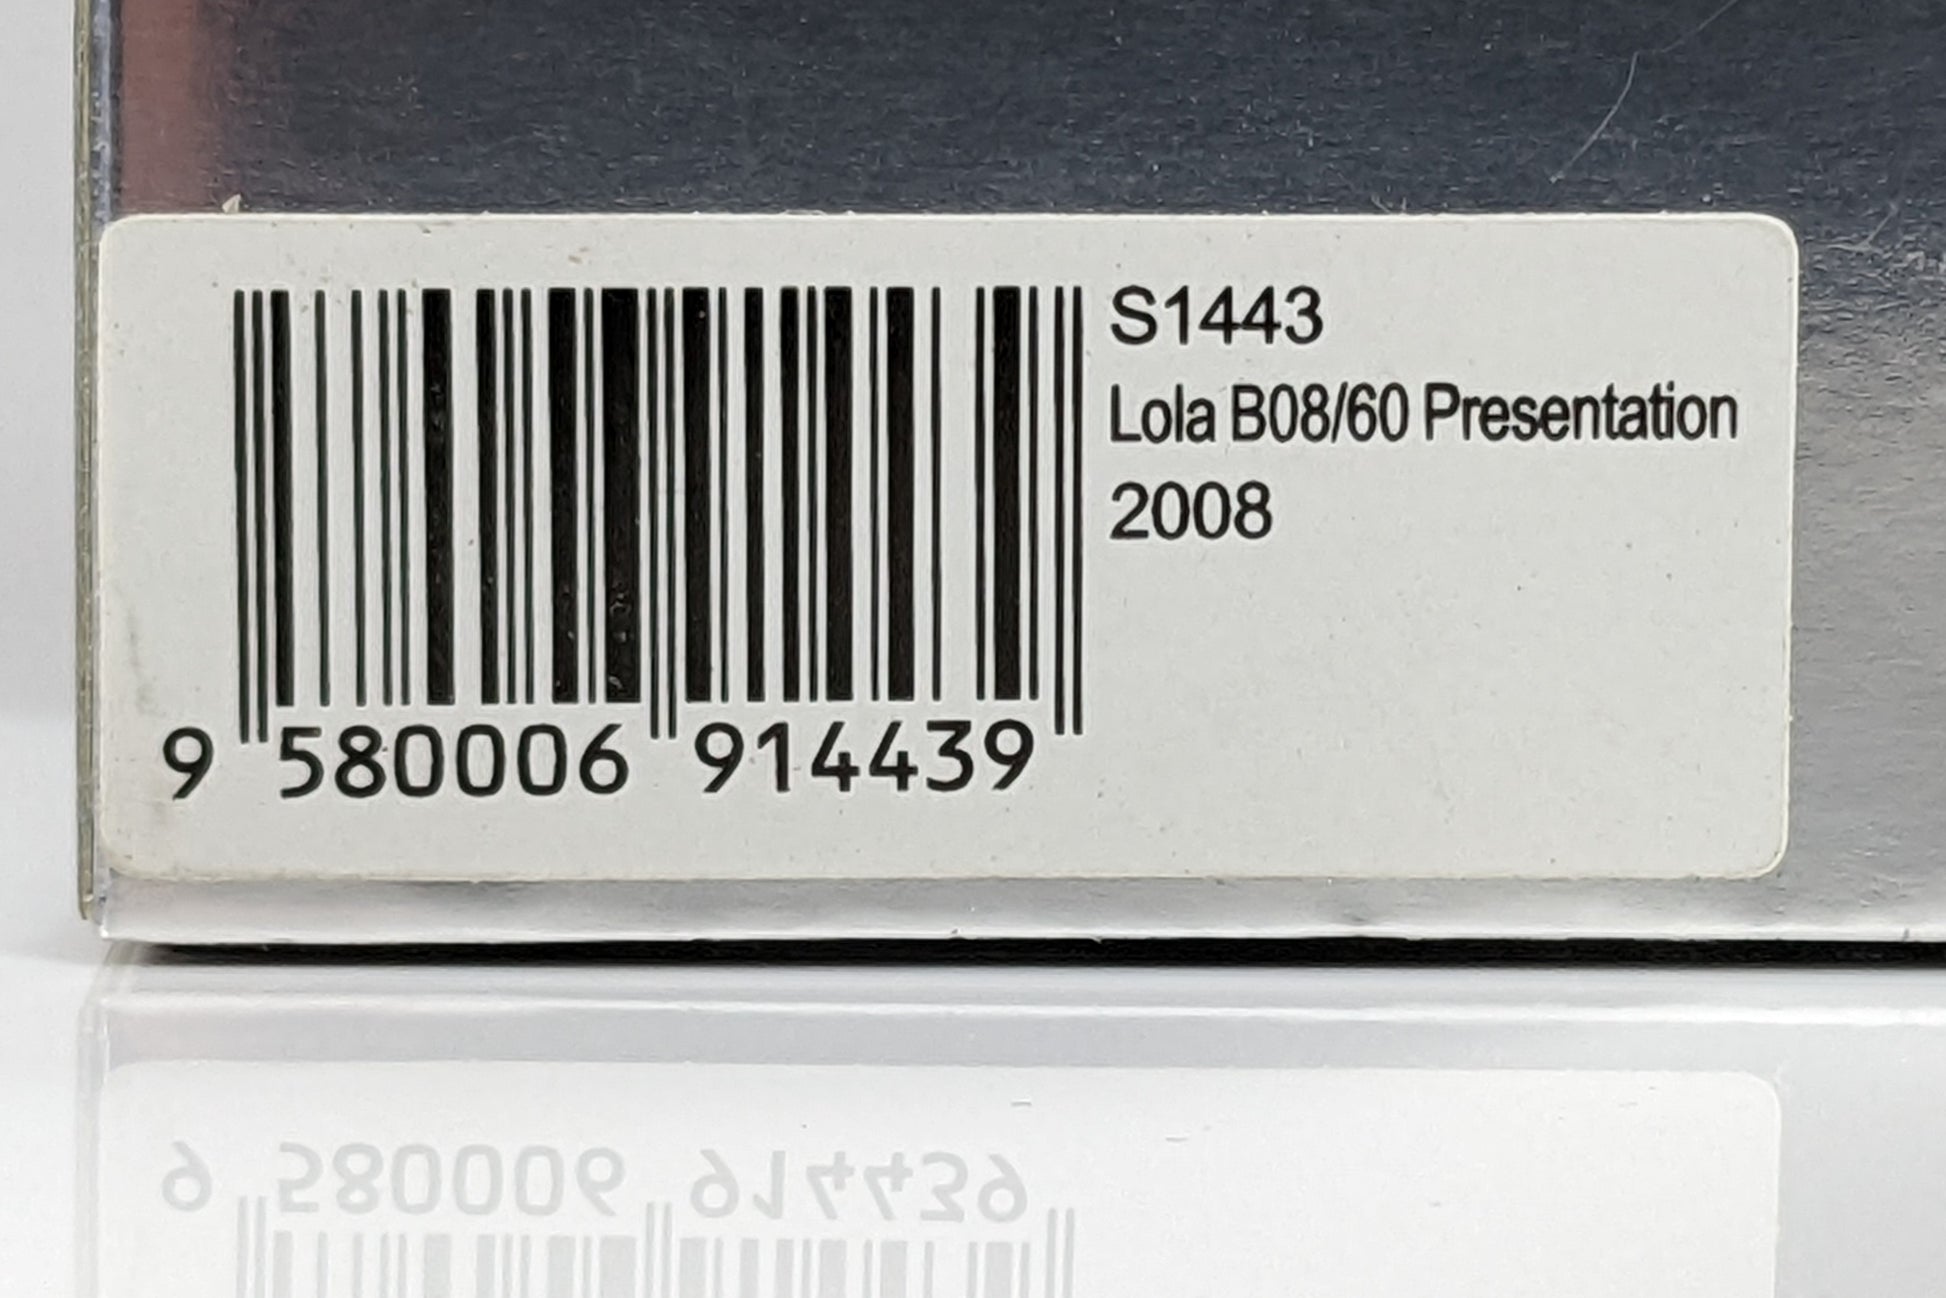 S1443
Lola B08/60 Presentation
2008
9 580006 914439